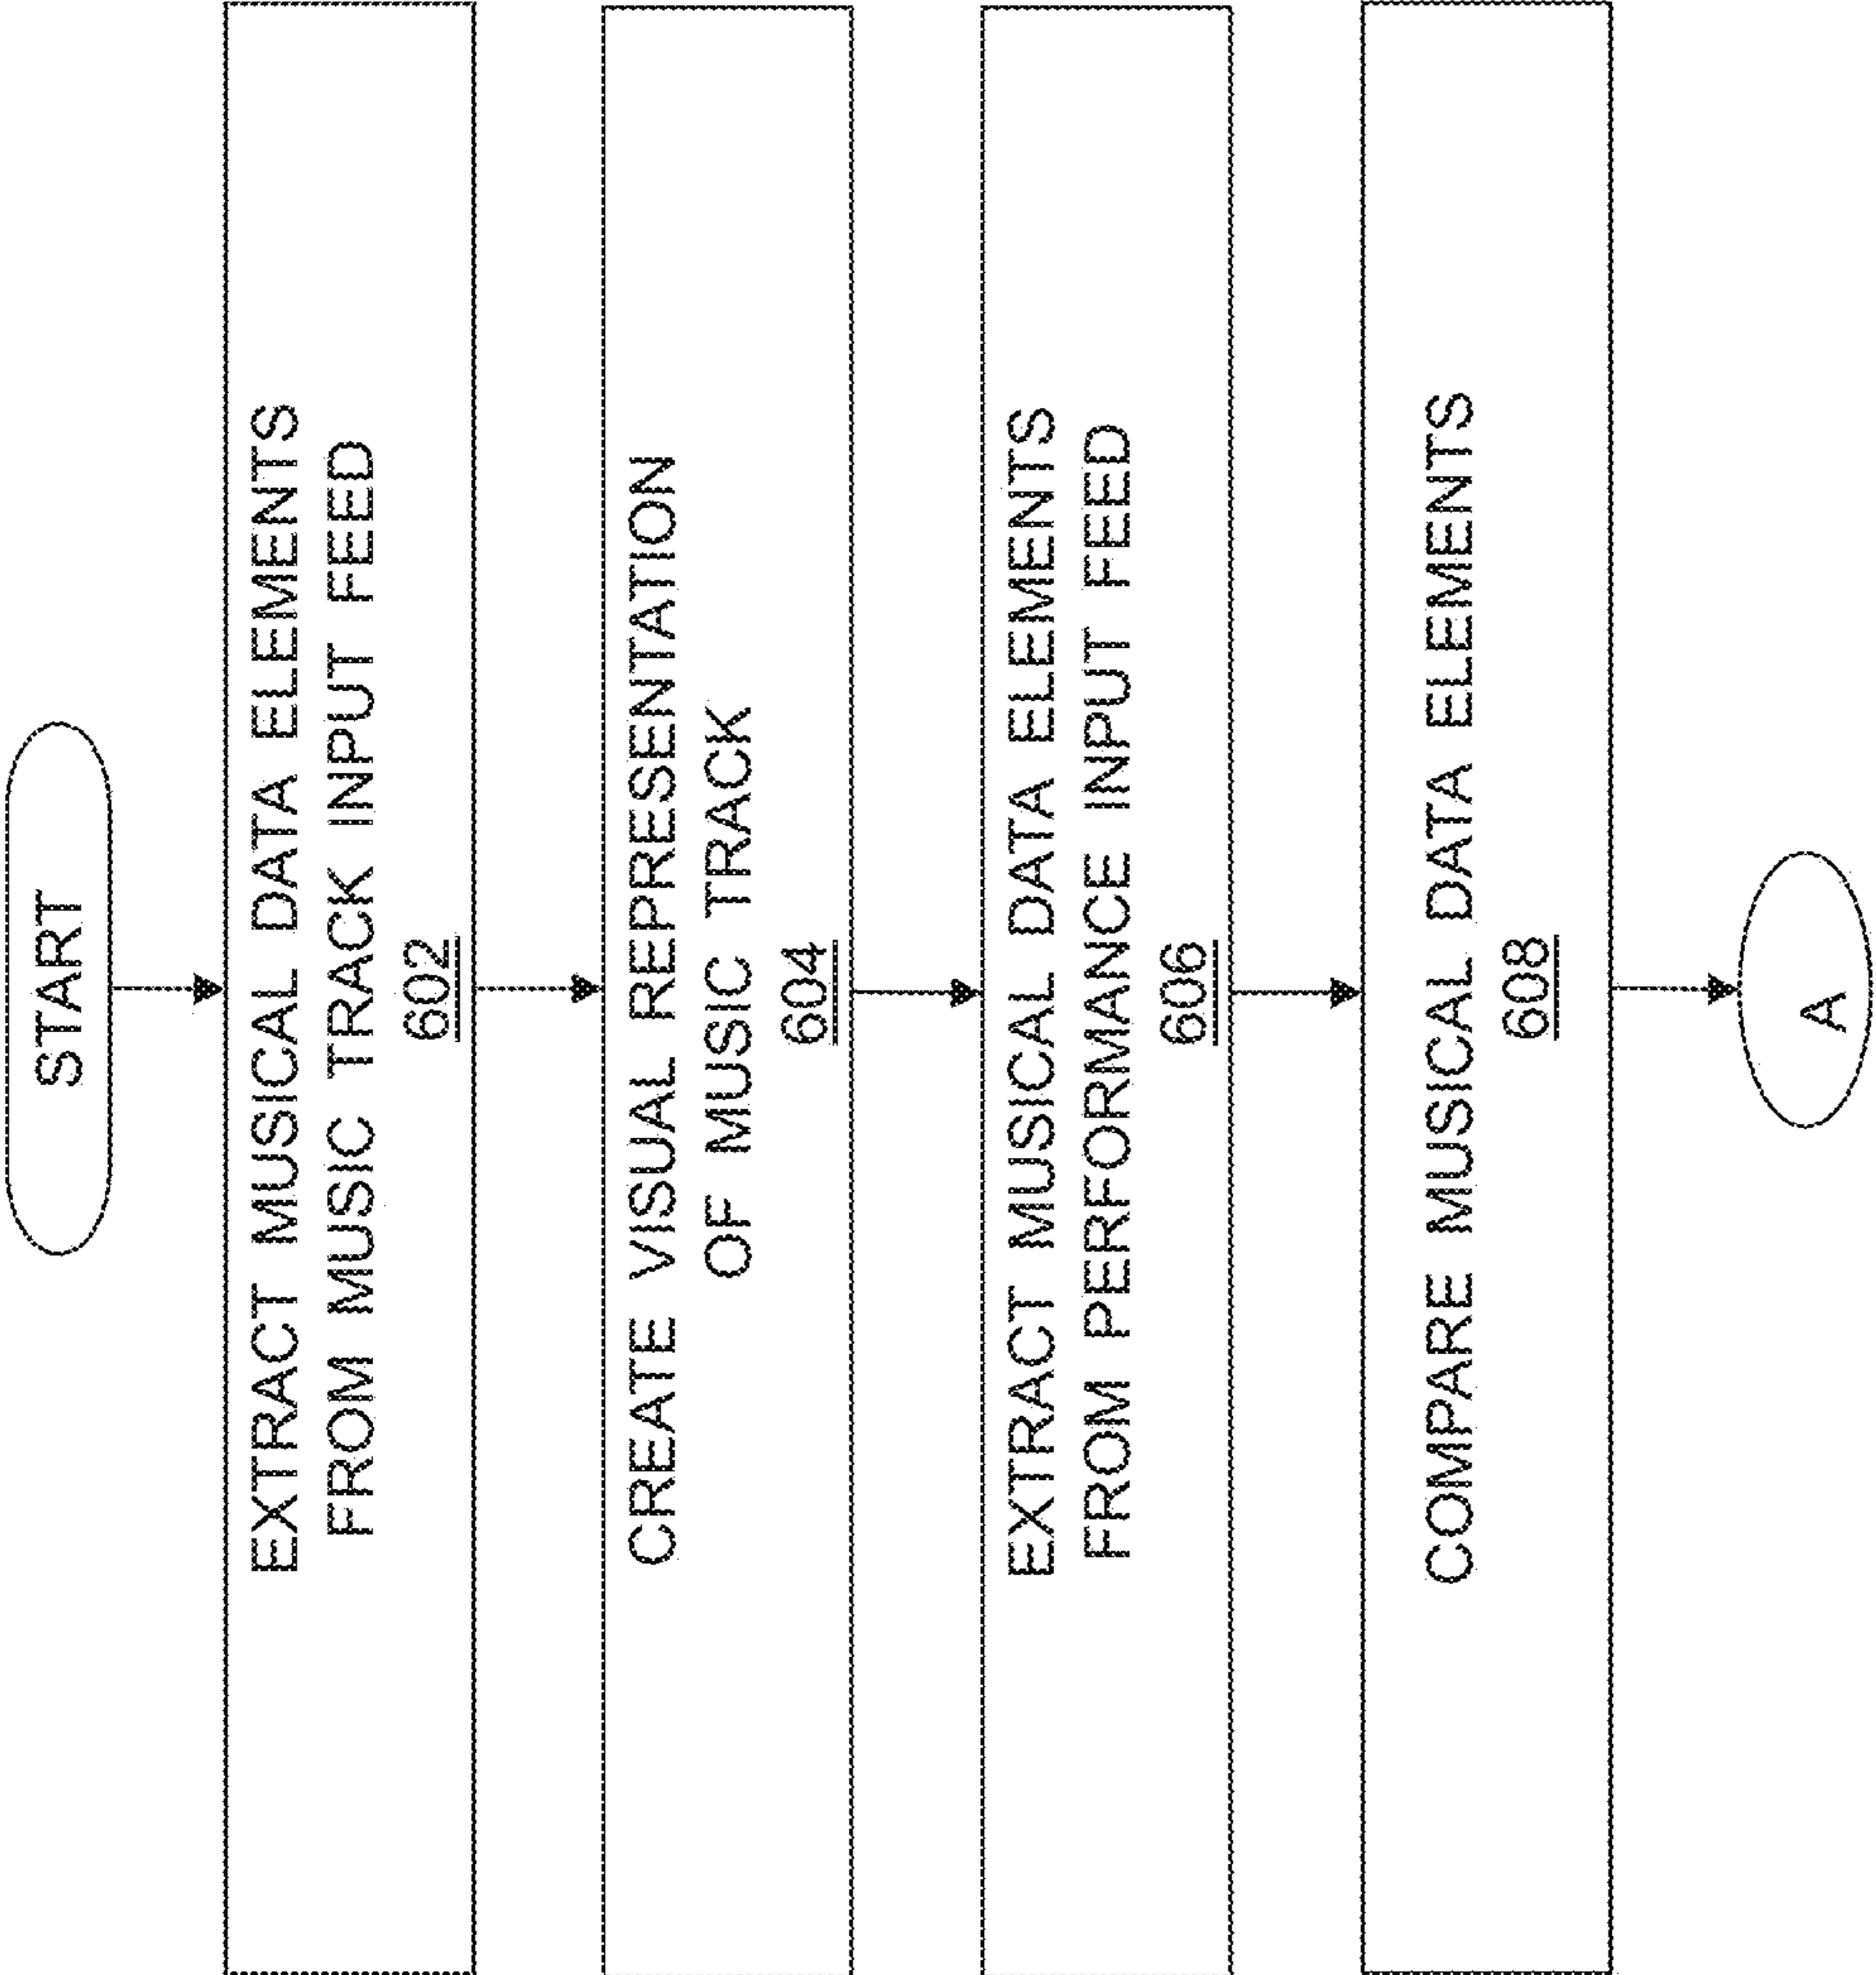 START
EXTRACT MUSICAL DATA ELEMENTS
FROM MUSIC TRACK INPUT FEED
602
CREATE VISUAL REPRESENTATION
OF MUSIC TRACK
604
EXTRACT MUSICAL DATA ELEMENTS
FROM PERFORMANCE INPUT FEED
606
COMPARE MUSICAL DATA ELEMENTS
608
A